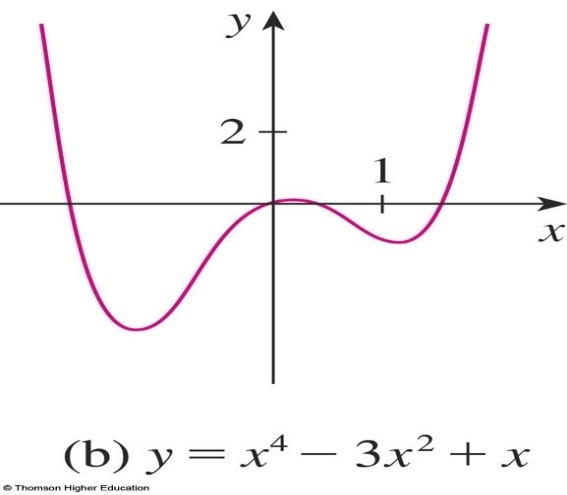 y
2
1
x
(b) y = x⁴ − 3x² + x
© Thomson Higher Education